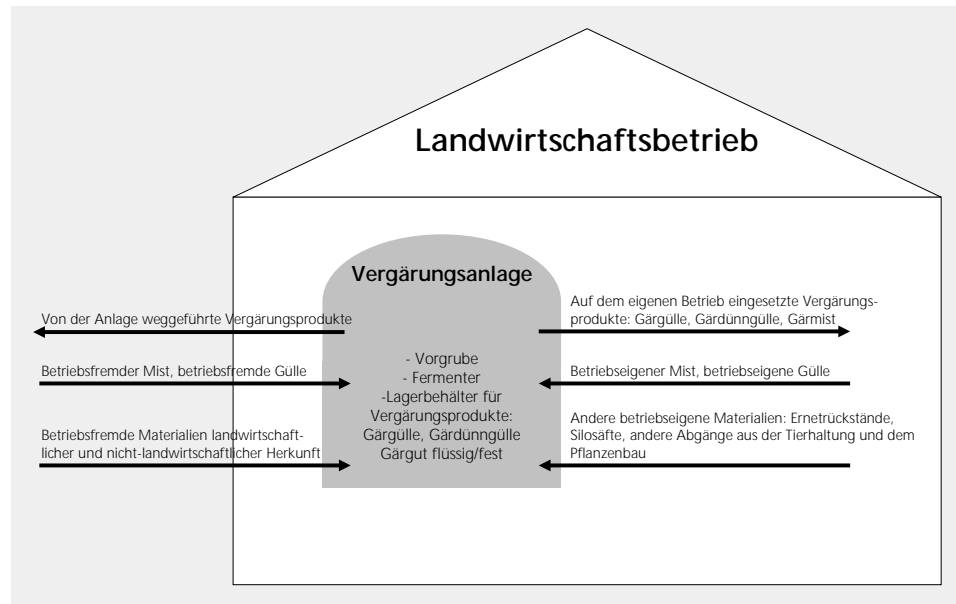 Landwirtschaftsbetrieb
Vergärungsanlage
Von der Anlage weggeführte Vergärungsprodukte
Betriebsfremder Mist, betriebsfremde Gülle
Betriebsfremde Materialien landwirtschaft-
licher und nicht-landwirtschaftlicher Herkunft
- Vorgrube
- Fermenter
-Lagerbehälter für
Vergärungsprodukte:
Gärgülle, Gärdünngülle
Gärgut flüssig/fest
Auf dem eigenen Betrieb eingesetzte Vergärungs-
produkte: Gärgülle, Gärdünngülle, Gärmist
Betriebseigener Mist, betriebseigene Gülle
Andere betriebseigene Materialien: Ernetrückstände,
Silosäfte, andere Abgänge aus der Tierhaltung und dem
Pflanzenbau